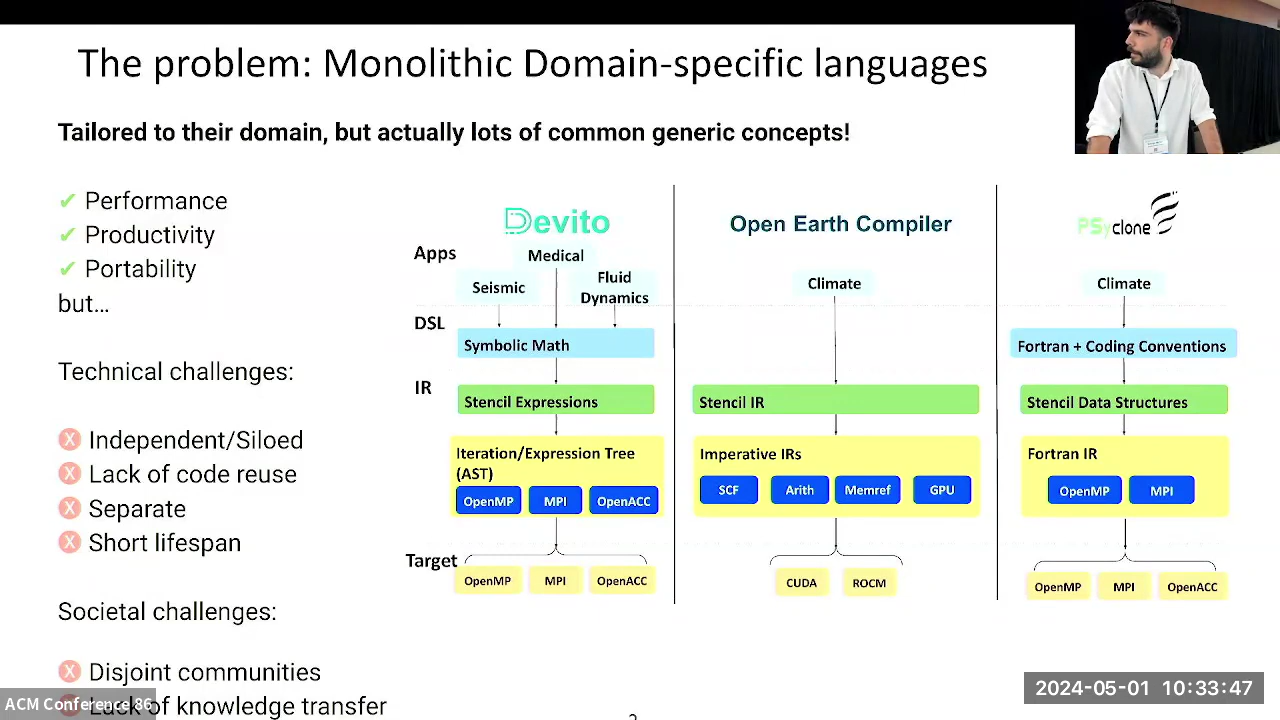 The problem: Monolithic Domain-specific languages
Tailored to their domain, but actually lots of common generic concepts!
✔ Performance
✔ Productivity
✔ Portability
but…
Technical challenges:
X Independent/Siloed
X Lack of code reuse
X Separate
X Short lifespan
Societal challenges:
X Disjoint communities
X Lack of knowledge transfer
Apps
DSL
IR
Target
Devito
Medical
Seismic
Fluid
Dynamics
Symbolic Math
Stencil Expressions
Iteration/Expression Tree
(AST)
OpenMP MPI OpenACC
OpenMP MPI OpenACC
Open Earth Compiler
Climate
Stencil IR
Imperative IRs
SCF Arith Memref GPU
CUDA ROCM
PSyclone
Climate
Fortran + Coding Conventions
Stencil Data Structures
Fortran IR
OpenMP MPI
OpenMP MPI OpenACC
ACM Conference 86
2024-05-01 10:33:47